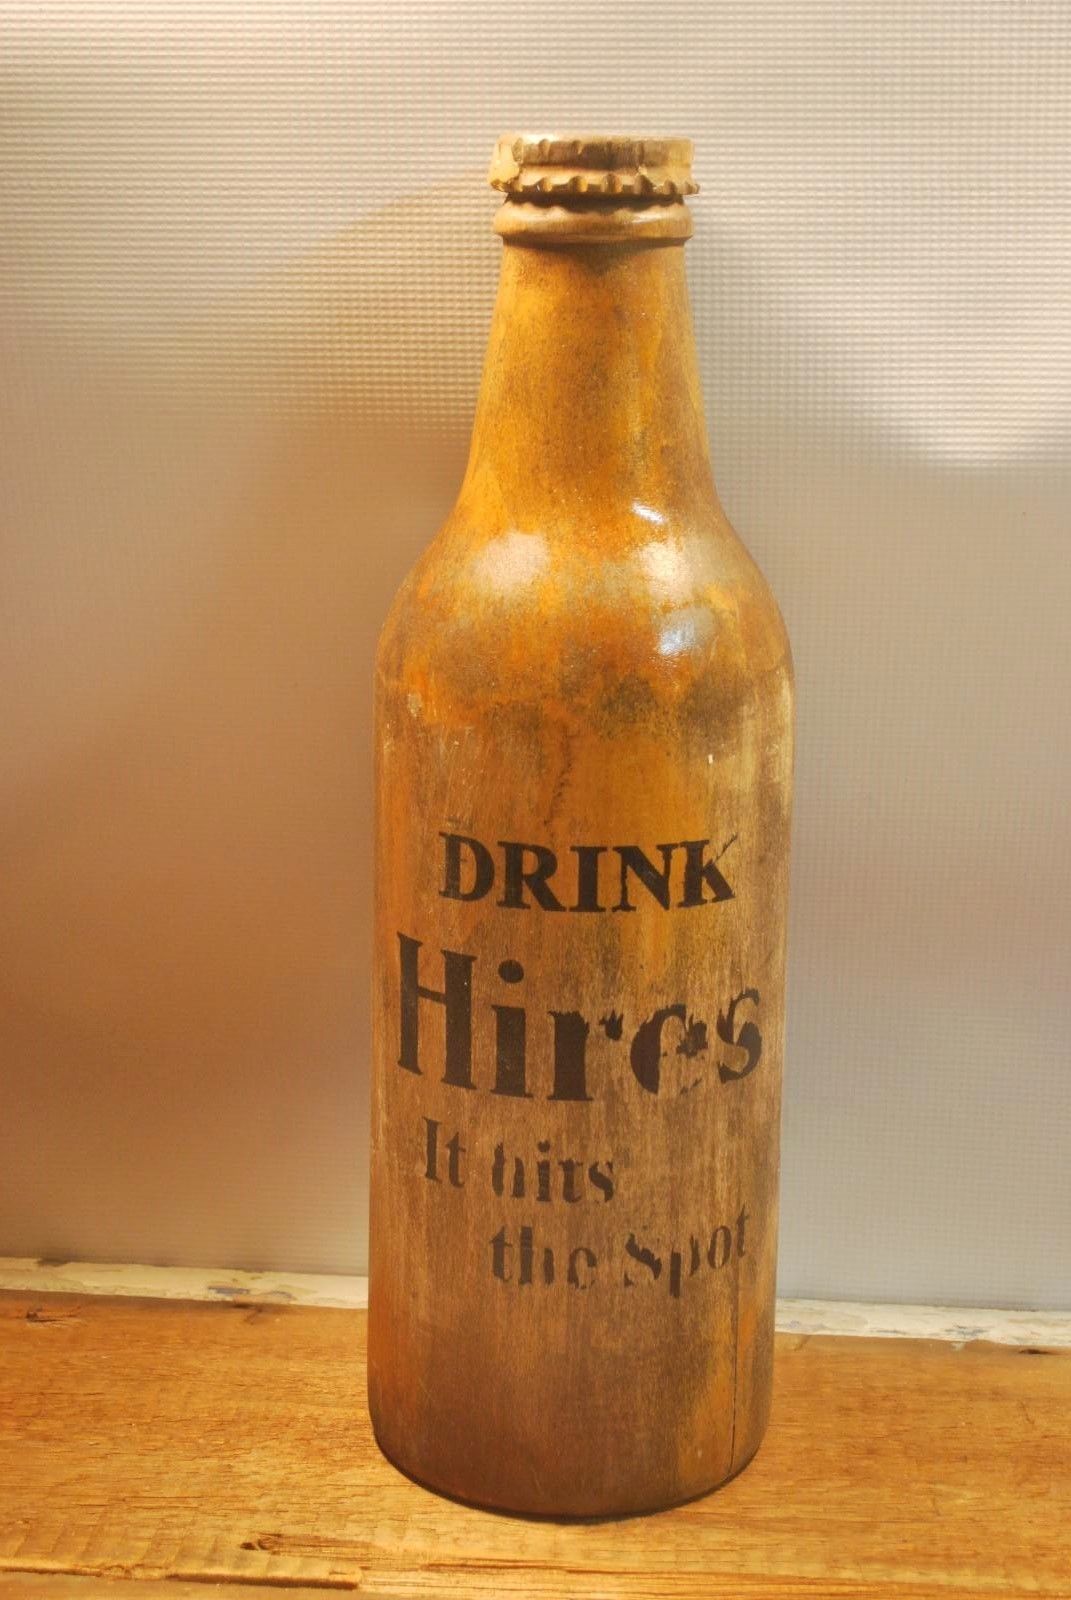 DRINK
Hires
It hits
the Spot